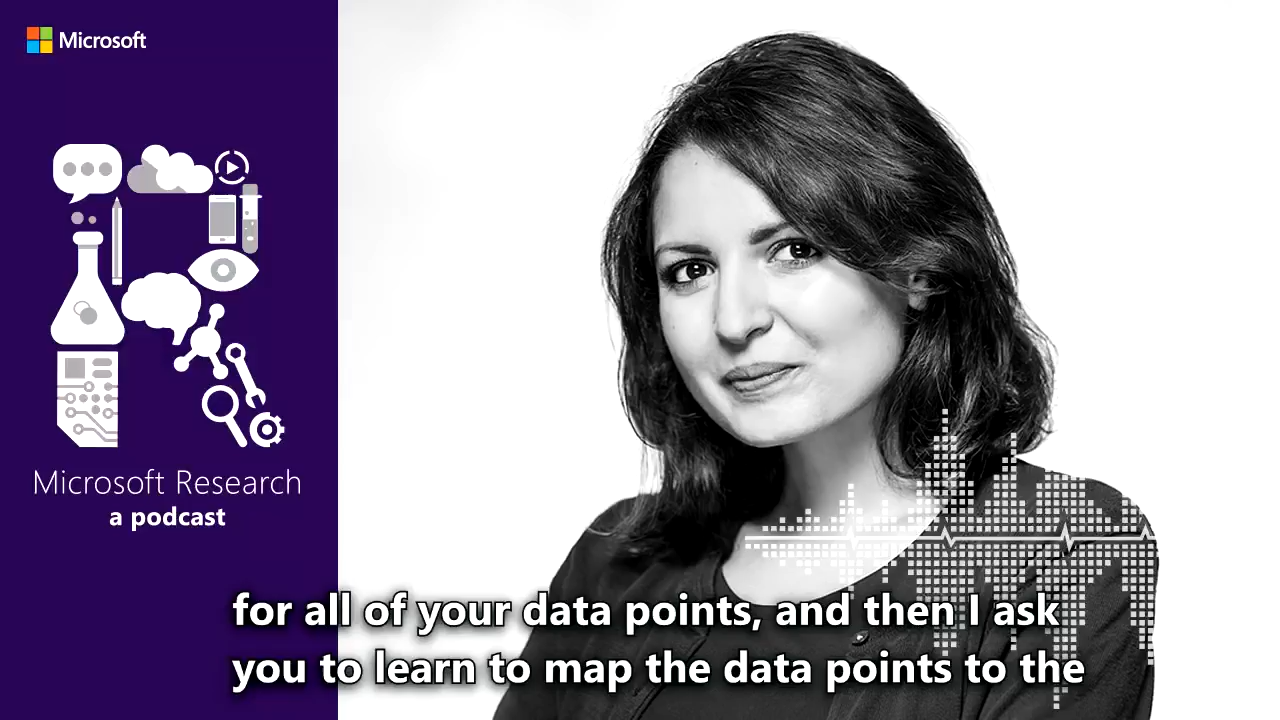 Microsoft
Microsoft Research
a podcast
for all of your data points, and then I ask
you to learn to map the data points to the